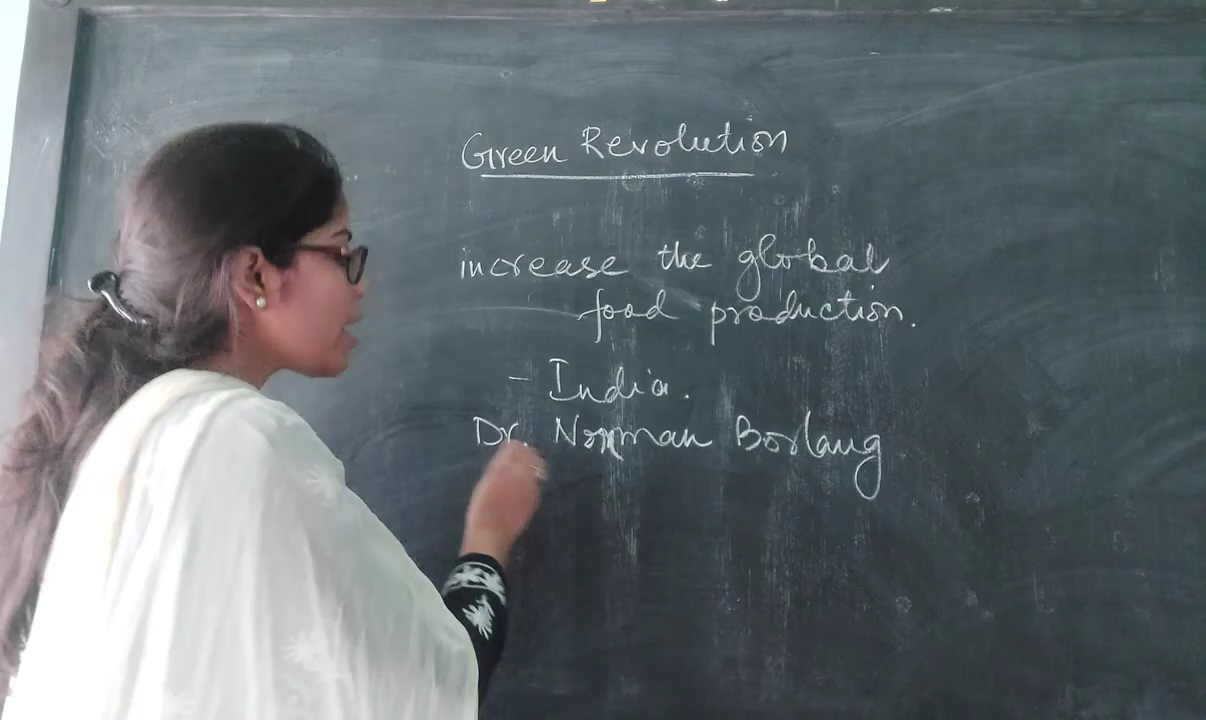 Green Revolution
increase the global
food production.
- India.
Dr. Norman Borlaug